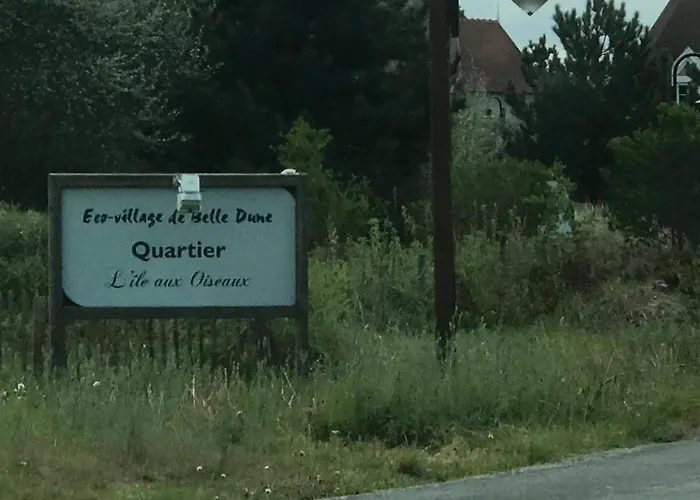 Eco-village de Belle Dune
Quartier
L'île aux Oiseaux